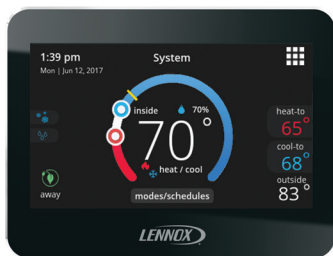 1:39 pm
System
Mon | Jun 12, 2017
inside
70%
70°
heat / cool
heat-to
65°
cool-to
68°
outside
83°
away
modes/schedules
LENNOX